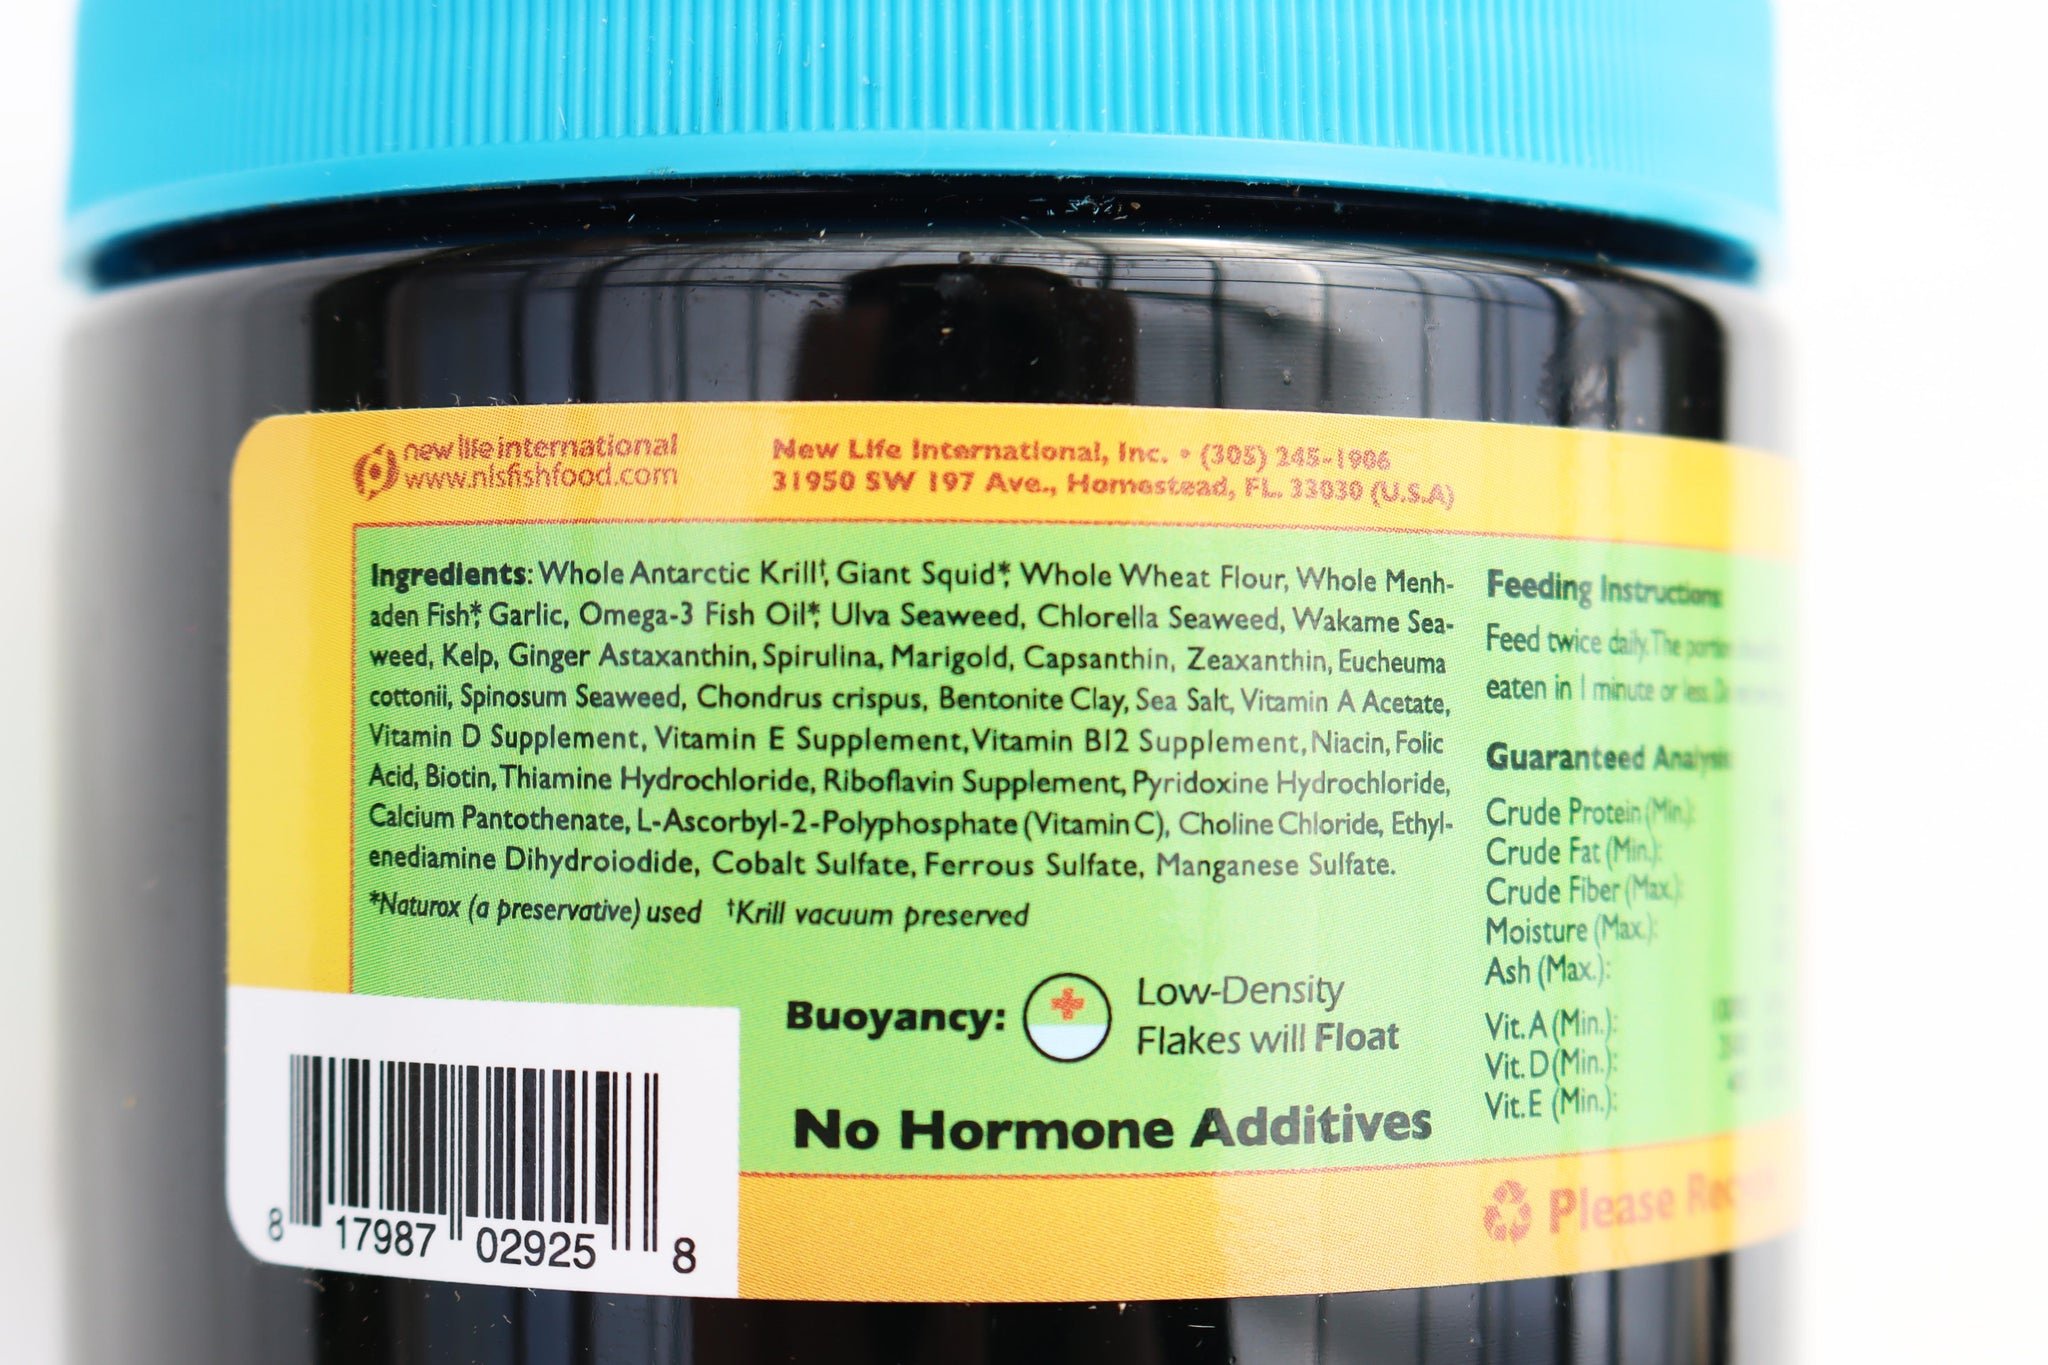 new life international
www.nlsfishfood.com
New Life International, Inc. • (305) 245-1906
31950 SW 197 Ave., Homestead, FL. 33030 (U.S.A)
Ingredients: Whole Antarctic Krill†, Giant Squid*, Whole Wheat Flour, Whole Menh-
aden Fish*, Garlic, Omega-3 Fish Oil*, Ulva Seaweed, Chlorella Seaweed, Wakame Sea-
weed, Kelp, Ginger Astaxanthin, Spirulina, Marigold, Capsanthin, Zeaxanthin, Eucheuma
cottonii, Spinosum Seaweed, Chondrus crispus, Bentonite Clay, Sea Salt, Vitamin A Acetate,
Vitamin D Supplement, Vitamin E Supplement, Vitamin B12 Supplement, Niacin, Folic
Acid, Biotin, Thiamine Hydrochloride, Riboflavin Supplement, Pyridoxine Hydrochloride,
Calcium Pantothenate, L-Ascorbyl-2-Polyphosphate (Vitamin C), Choline Chloride, Ethyl-
enediamine Dihydroiodide, Cobalt Sulfate, Ferrous Sulfate, Manganese Sulfate.
*Naturox (a preservative) used †Krill vacuum preserved
Buoyancy:
Low-Density
Flakes will Float
No Hormone Additives
8 17987 02925 8
Feeding Instructions
Feed twice daily. The
eaten in 1 minute or less.
Guaranteed Analysis
Crude Protein (Min.):
Crude Fat (Min.):
Crude Fiber (Max.):
Moisture (Max.):
Ash (Max.):
Vit. A (Min.):
Vit. D (Min.):
Vit. E (Min.):
Please